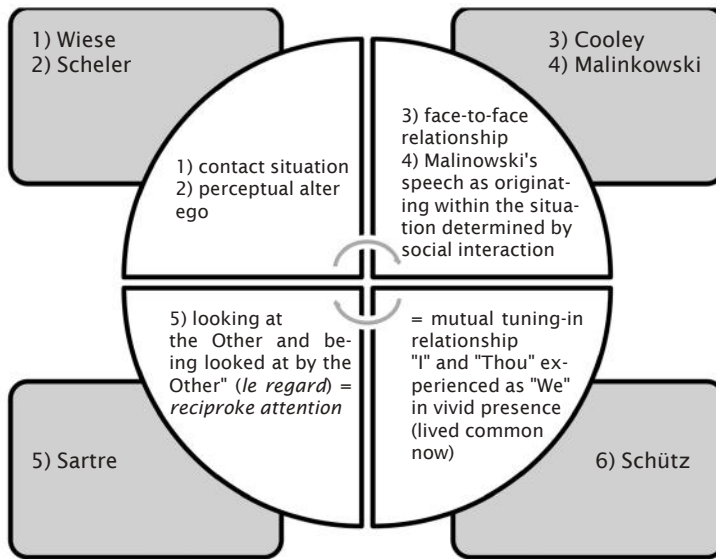 1) Wiese
2) Scheler
3) Cooley
4) Malinkowski
1) contact situation
2) perceptual alter
ego
3) face-to-face
relationship
4) Malinowski's
speech as originat-
ing within the situa-
tion determined by
social interaction
5) looking at
the Other and be-
ing looked at by the
Other" (le regard) =
reciproke attention
= mutual tuning-in
relationship
"I" and "Thou" ex-
perienced as "We"
in vivid presence
(lived common
now)
5) Sartre
6) Schütz